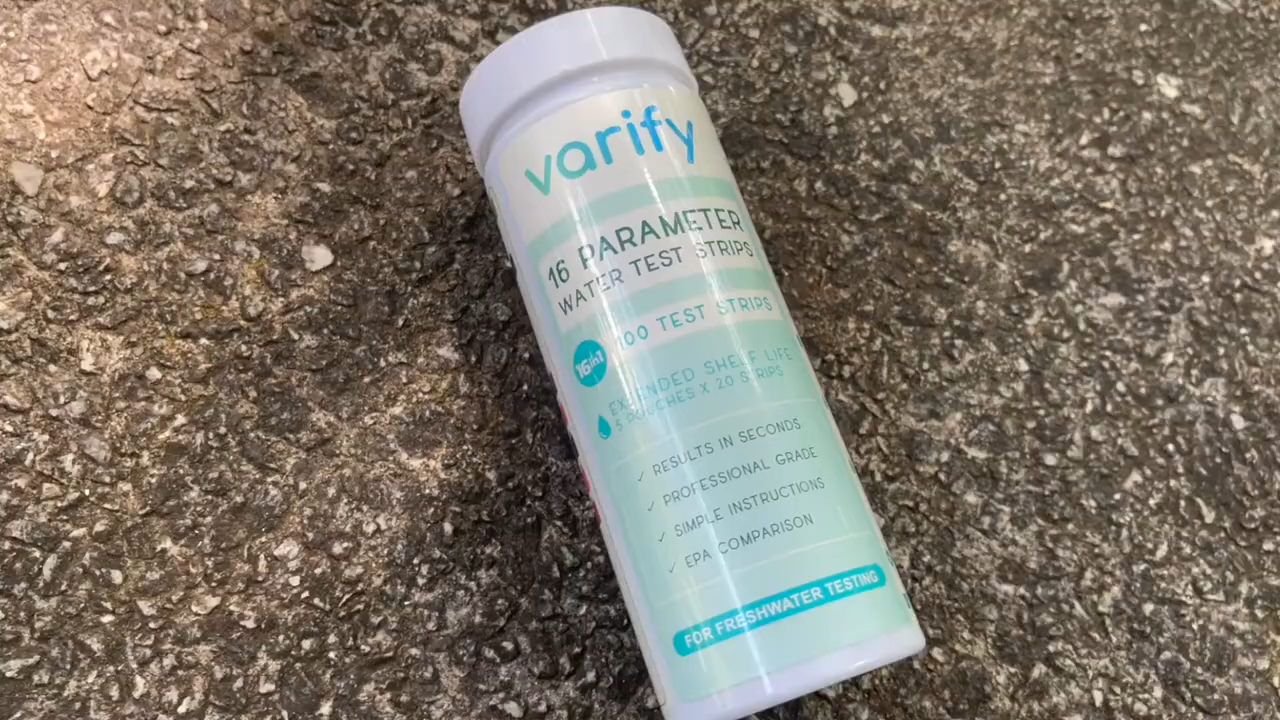 varify
16 PARAMETER
WATER TEST STRIPS
100 TEST STRIPS
16in1
EXTENDED SHELF LIFE
5 POUCHES X 20 STRIPS
✓ RESULTS IN SECONDS
✓ PROFESSIONAL GRADE
✓ SIMPLE INSTRUCTIONS
✓ EPA COMPARISON
FOR FRESHWATER TESTING